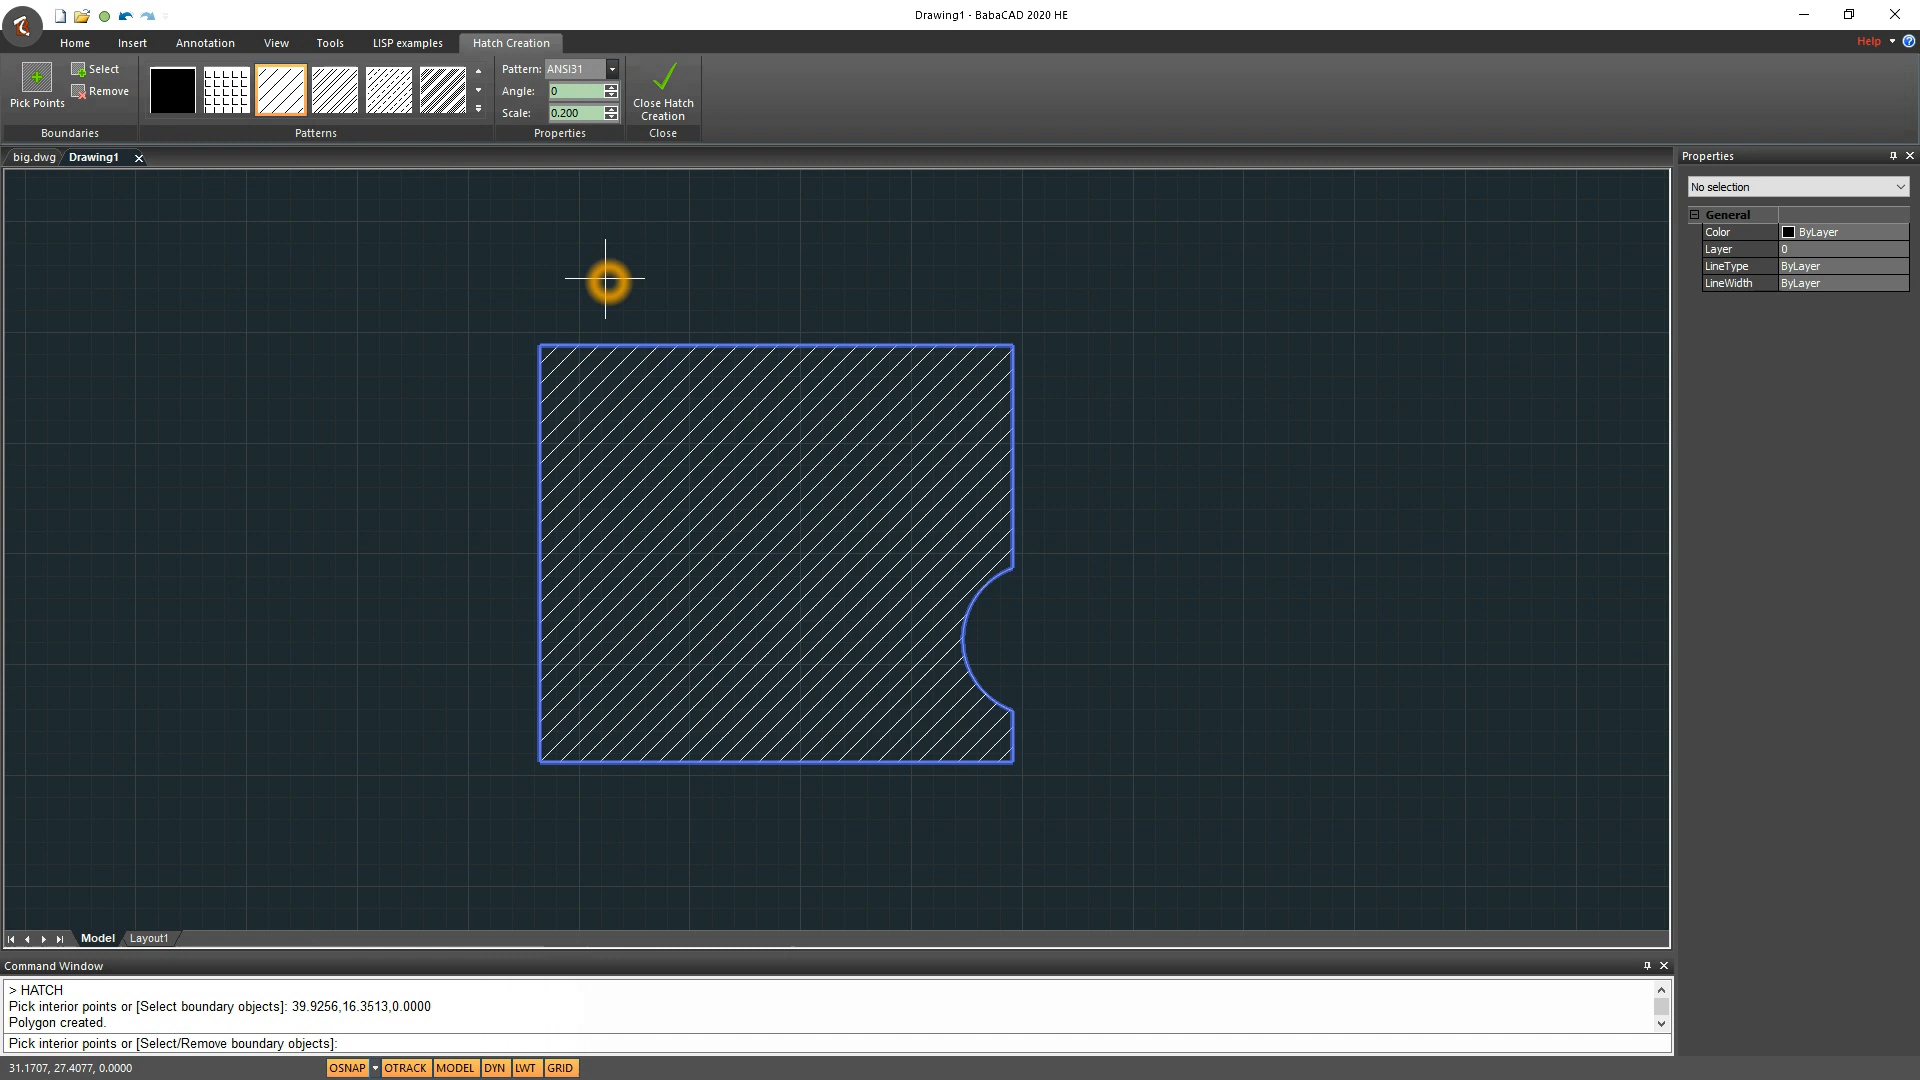 Drawing1 - BabaCAD 2020 HE
Home Insert Annotation View Tools LISP examples Hatch Creation Help
Pick Points Select Remove
Boundaries
Patterns
Pattern: ANSI31
Angle: 0
Scale: 0.200
Properties
Close Hatch Creation
Close
big.dwg Drawing1
Properties
No selection
General
Color ByLayer
Layer 0
LineType ByLayer
LineWidth ByLayer
Model Layout1
Command Window
> HATCH
Pick interior points or [Select boundary objects]: 39.9256,16.3513,0.0000
Polygon created.
Pick interior points or [Select/Remove boundary objects]:
31.1707, 27.4077, 0.0000 OSNAP OTRACK MODEL DYN LWT GRID